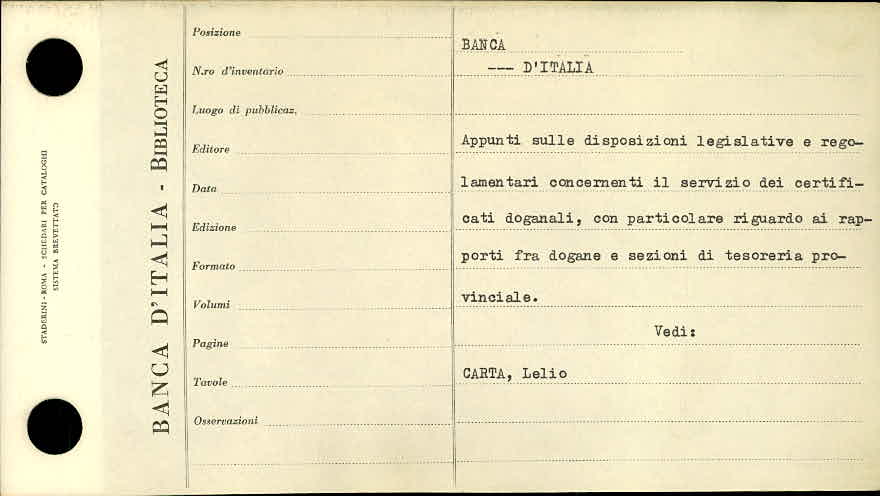 STADERINI - ROMA - SCHEDARI PER CATALOGHI
SISTEMA BREVETTATO
BANCA D'ITALIA - BIBLIOTECA
Posizione
N.ro d'inventario
Luogo di pubblicaz.
Editore
Data
Edizione
Formato
Volumi
Pagine
Tavole
Osservazioni
BANCA
--- D'ITALIA
Appunti sulle disposizioni legislative e rego-
lamentari concernenti il servizio dei certifi-
cati doganali, con particolare riguardo ai rap-
porti fra dogane e sezioni di tesoreria pro-
vinciale.
Vedi:
CARTA, Lelio